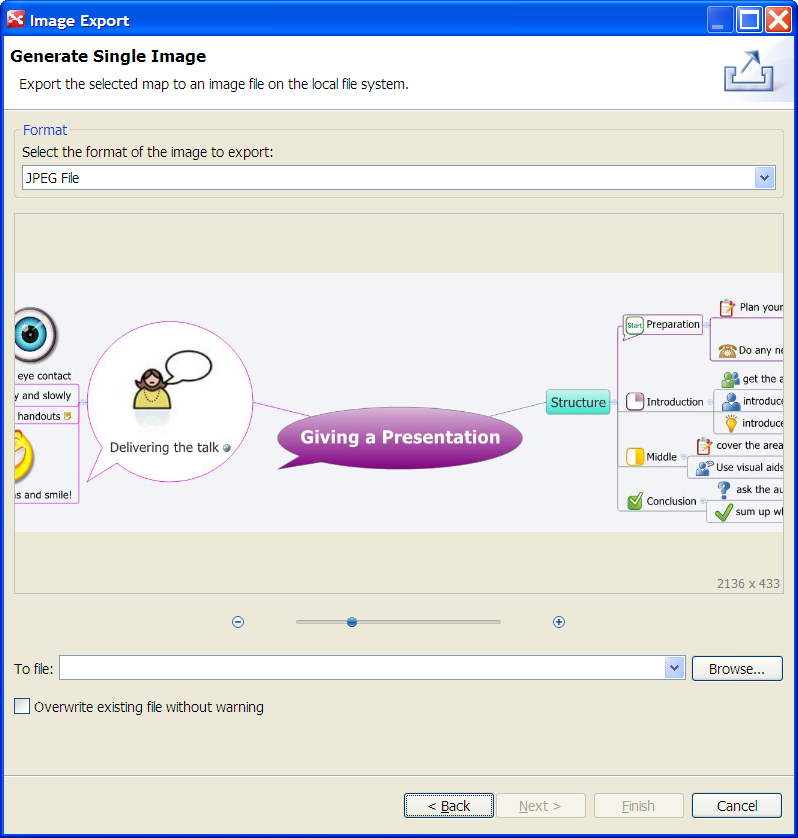 Image Export
Generate Single Image
Export the selected map to an image file on the local file system.
Format
Select the format of the image to export:
JPEG File
eye contact
y and slowly
handouts
s and smile!
Delivering the talk
Giving a Presentation
Structure
Start
Preparation
Plan your
Do any ne
Introduction
get the a
introduce
introduce
Middle
cover the area
Use visual aids
Conclusion
ask the au
sum up wh
2136 x 433
To file:
Browse...
Overwrite existing file without warning
< Back
Next >
Finish
Cancel